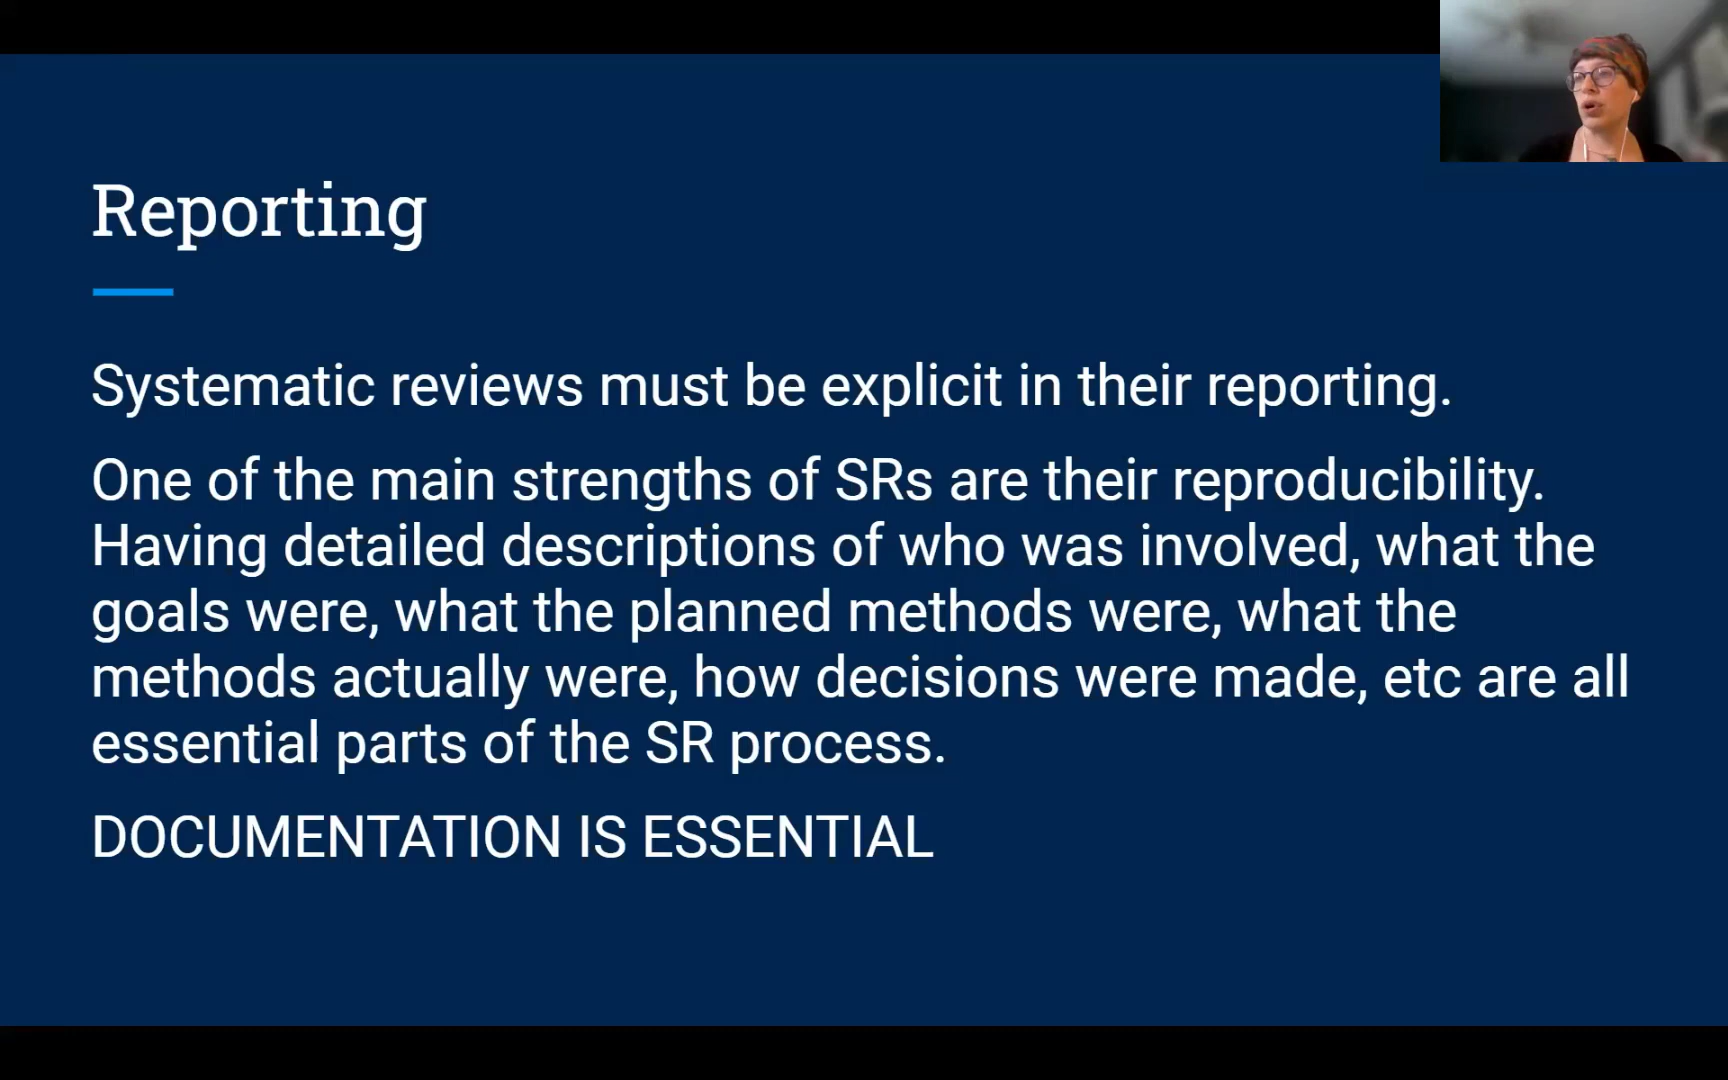 Reporting
Systematic reviews must be explicit in their reporting.
One of the main strengths of SRs are their reproducibility.
Having detailed descriptions of who was involved, what the
goals were, what the planned methods were, what the
methods actually were, how decisions were made, etc are all
essential parts of the SR process.
DOCUMENTATION IS ESSENTIAL